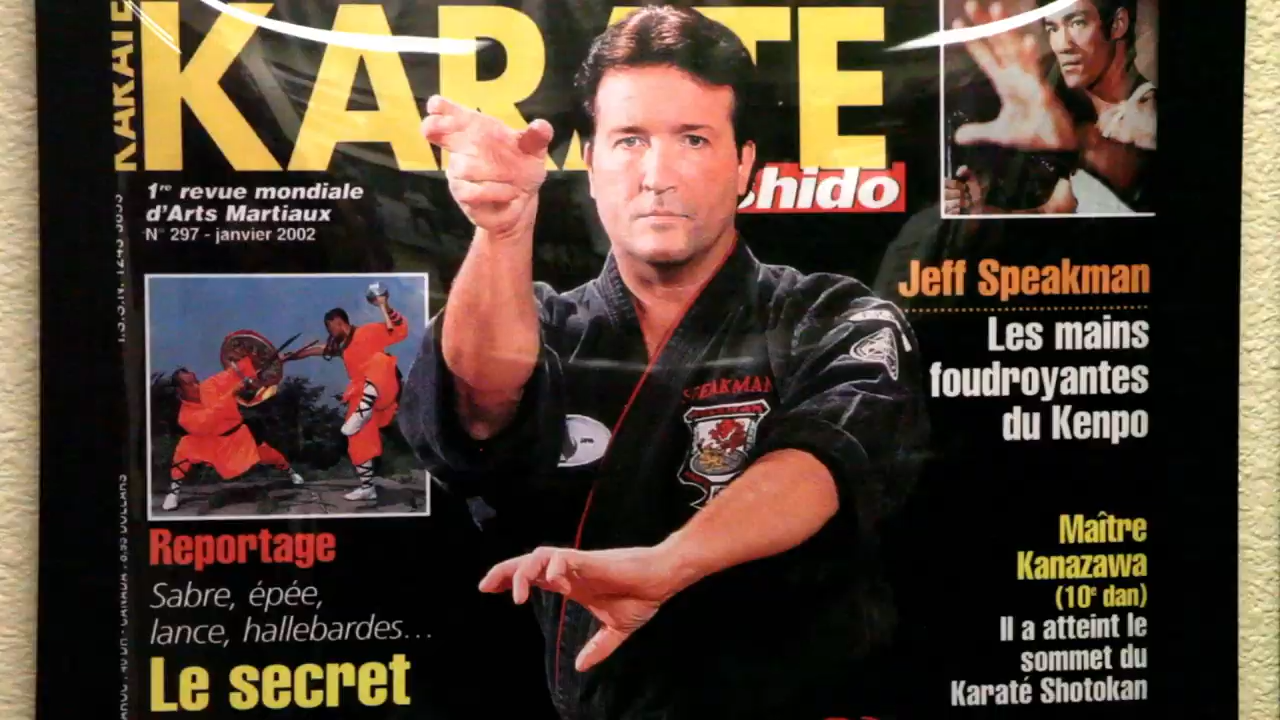 KARATE
KARATE
shido
1re revue mondiale
d'Arts Martiaux
N° 297 - janvier 2002
Jeff Speakman
Les mains
foudroyantes
du Kenpo
SPEAKMAN
Reportage
Sabre, épée,
lance, hallebardes...
Le secret
Maître
Kanazawa
(10e dan)
Il a atteint le
sommet du
Karaté Shotokan